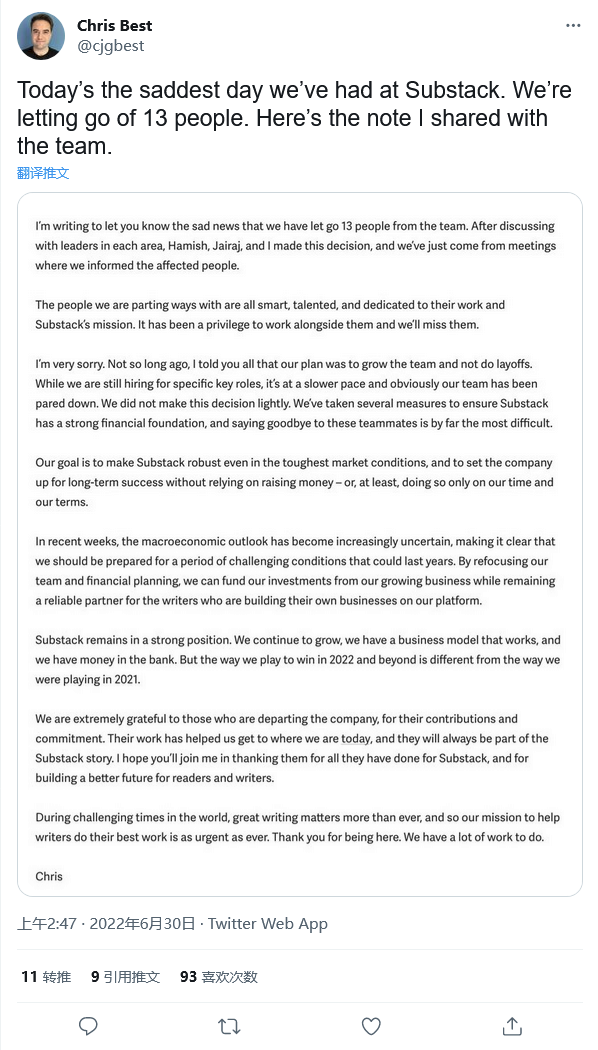 Chris Best
@cjgbest
Today’s the saddest day we’ve had at Substack. We’re
letting go of 13 people. Here’s the note I shared with
the team.
翻译推文
I’m writing to let you know the sad news that we have let go 13 people from the team. After discussing
with leaders in each area, Hamish, Jairaj, and I made this decision, and we’ve just come from meetings
where we informed the affected people.
The people we are parting ways with are all smart, talented, and dedicated to their work and
Substack’s mission. It has been a privilege to work alongside them and we’ll miss them.
I’m very sorry. Not so long ago, I told you all that our plan was to grow the team and not do layoffs.
While we are still hiring for specific key roles, it’s at a slower pace and obviously our team has been
pared down. We did not make this decision lightly. We’ve taken several measures to ensure Substack
has a strong financial foundation, and saying goodbye to these teammates is by far the most difficult.
Our goal is to make Substack robust even in the toughest market conditions, and to set the company
up for long-term success without relying on raising money – or, at least, doing so only on our time and
our terms.
In recent weeks, the macroeconomic outlook has become increasingly uncertain, making it clear that
we should be prepared for a period of challenging conditions that could last years. By refocusing our
team and financial planning, we can fund our investments from our growing business while remaining
a reliable partner for the writers who are building their own businesses on our platform.
Substack remains in a strong position. We continue to grow, we have a business model that works, and
we have money in the bank. But the way we play to win in 2022 and beyond is different from the way we
were playing in 2021.
We are extremely grateful to those who are departing the company, for their contributions and
commitment. Their work has helped us get to where we are today, and they will always be part of the
Substack story. I hope you’ll join me in thanking them for all they have done for Substack, and for
building a better future for readers and writers.
During challenging times in the world, great writing matters more than ever, and so our mission to help
writers do their best work is as urgent as ever. Thank you for being here. We have a lot of work to do.
Chris
上午2:47 · 2022年6月30日 · Twitter Web App
11 转推 9 引用推文 93 喜欢次数